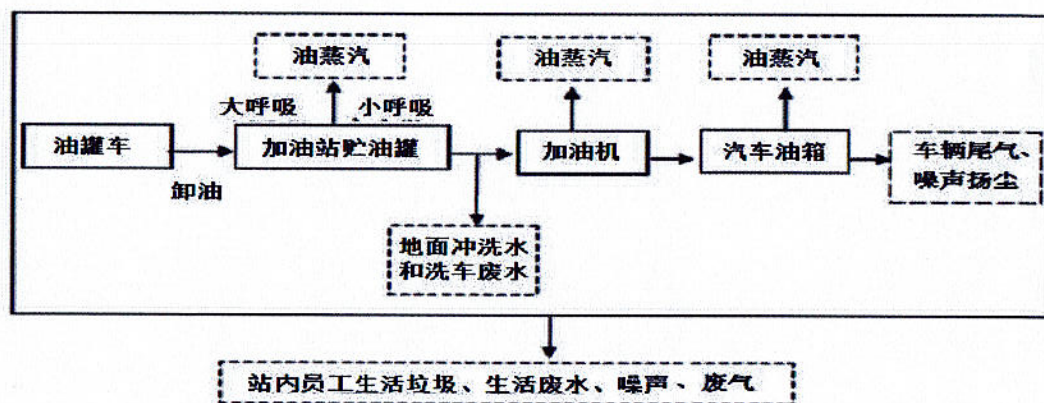 油蒸汽
油蒸汽
油蒸汽
大呼吸
小呼吸
油罐车
加油站贮油罐
加油机
汽车油箱
车辆尾气、
噪声扬尘
卸油
地面冲洗水
和洗车废水
站内员工生活垃圾、生活废水、噪声、废气